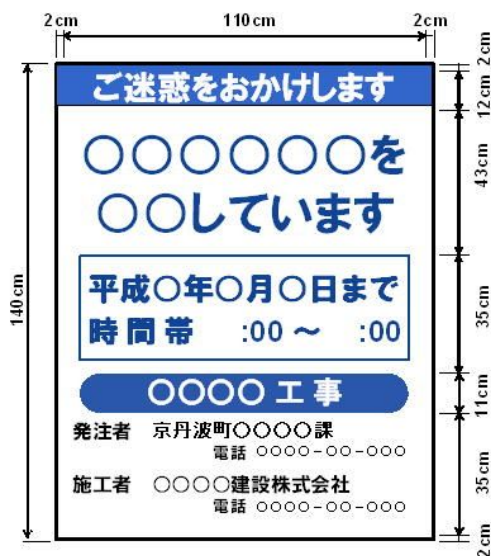 2cm 110cm 2cm
2cm
ご迷惑をおかけします
12cm
○○○○○○を
43cm
○○しています
140cm
平成○年○月○日まで
35cm
時間帯 :00～ :00
○○○○工事
11cm
発注者 京丹波町○○○○課
電話 ○○○○-○○-○○○
35cm
施工者 ○○○○建設株式会社
電話 ○○○○-○○-○○○
2cm